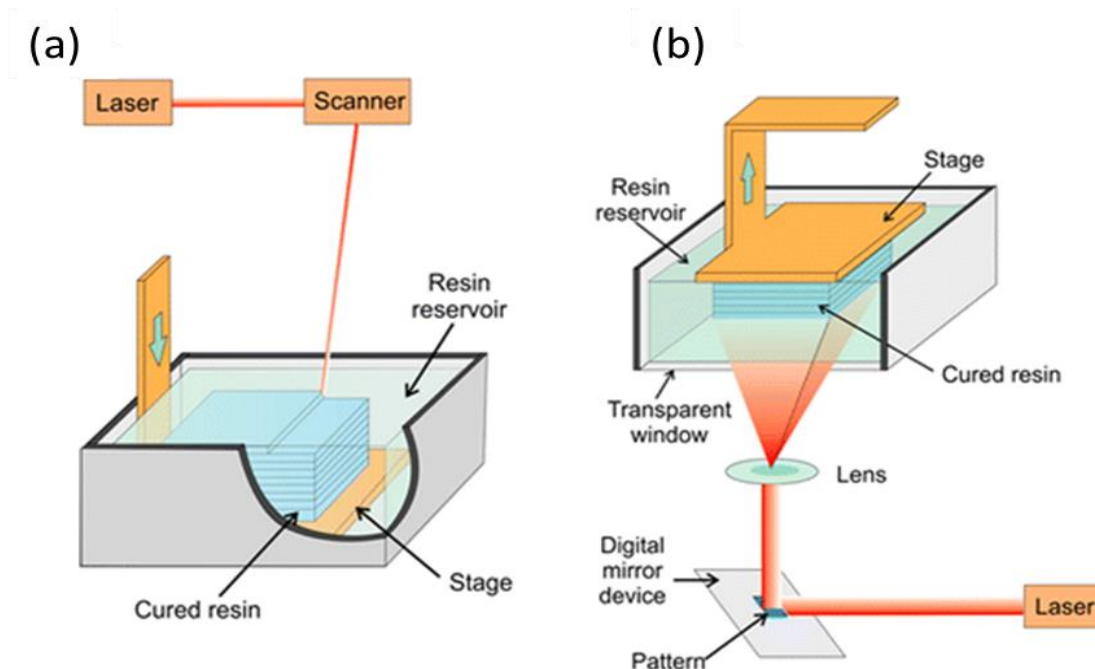 (a)
Laser
Scanner
Resin
reservoir
Cured resin
Stage
(b)
Stage
Resin
reservoir
Cured resin
Transparent
window
Lens
Digital
mirror
device
Laser
Pattern